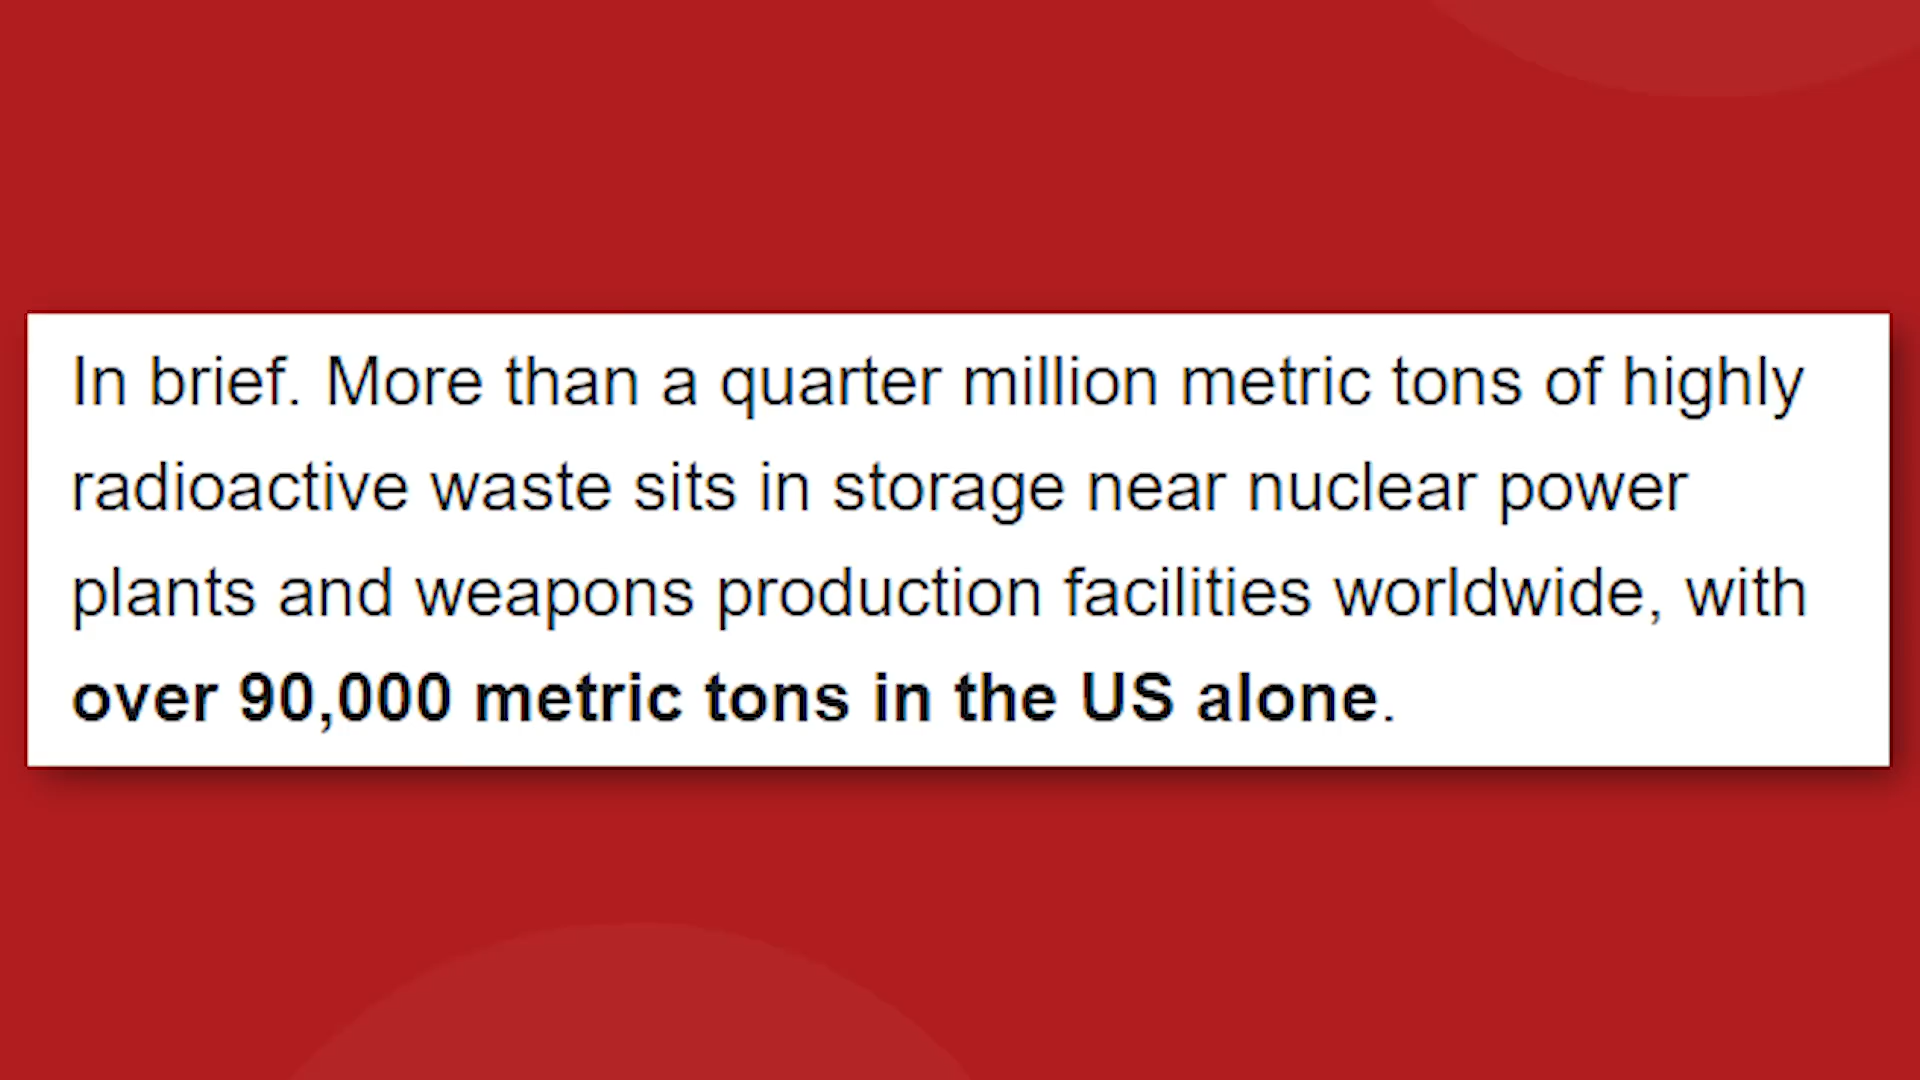 In brief. More than a quarter million metric tons of highly
radioactive waste sits in storage near nuclear power
plants and weapons production facilities worldwide, with
over 90,000 metric tons in the US alone.